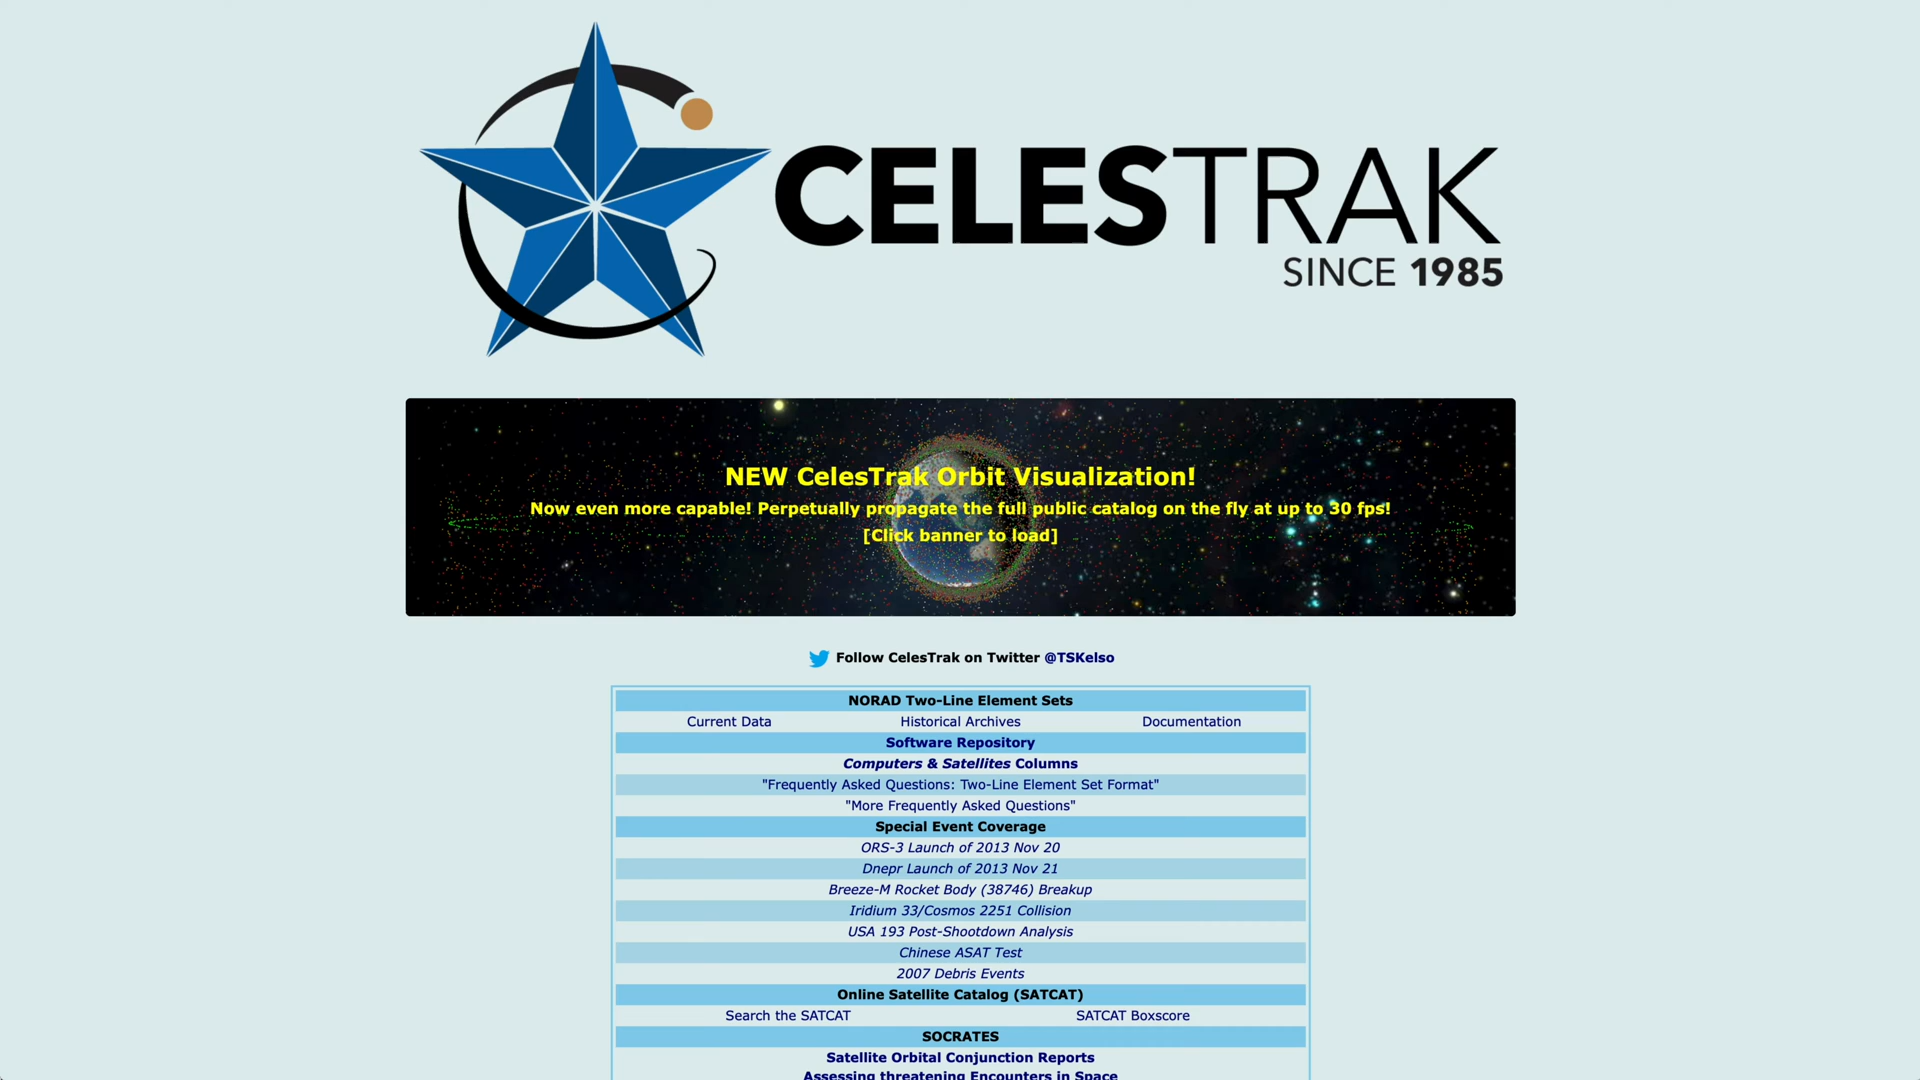 CELESTRAK
SINCE 1985
NEW CelesTrak Orbit Visualization!
Now even more capable! Perpetually propagate the full public catalog on the fly at up to 30 fps!
[Click banner to load]
Follow CelesTrak on Twitter @TSKelso
NORAD Two-Line Element Sets
Current Data Historical Archives Documentation
Software Repository
Computers & Satellites Columns
"Frequently Asked Questions: Two-Line Element Set Format"
"More Frequently Asked Questions"
Special Event Coverage
ORS-3 Launch of 2013 Nov 20
Dnepr Launch of 2013 Nov 21
Breeze-M Rocket Body (38746) Breakup
Iridium 33/Cosmos 2251 Collision
USA 193 Post-Shootdown Analysis
Chinese ASAT Test
2007 Debris Events
Online Satellite Catalog (SATCAT)
Search the SATCAT SATCAT Boxscore
SOCRATES
Satellite Orbital Conjunction Reports
Assessing threatening Encounters in Space